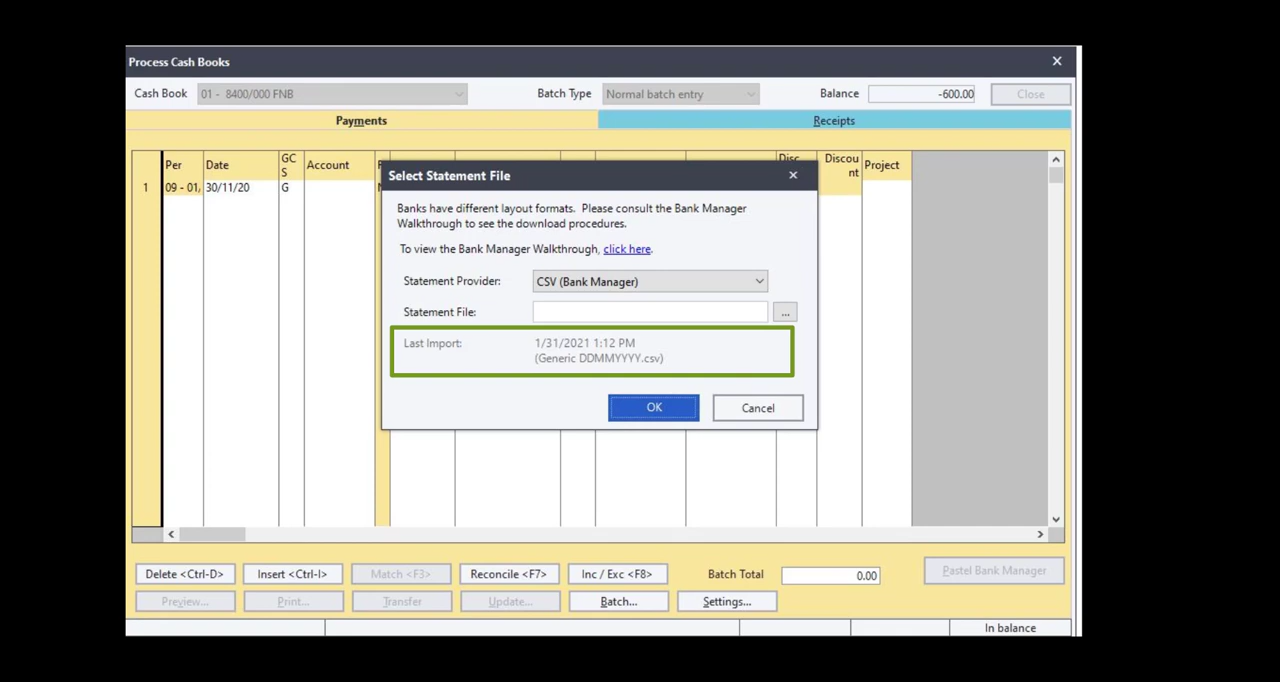 Process Cash Books
Cash Book 01 - 8400/000 FNB Batch Type Normal batch entry Balance -600.00 Close
Payments Receipts
Per Date GC S Account Disc Discou nt Project
1 09 - 01, 30/11/20 G
Select Statement File
Banks have different layout formats. Please consult the Bank Manager
Walkthrough to see the download procedures.
To view the Bank Manager Walkthrough, click here.
Statement Provider: CSV (Bank Manager)
Statement File: ...
Last Import: 1/31/2021 1:12 PM
(Generic DDMMYYYY.csv)
OK Cancel
Delete <Ctrl-D> Insert <Ctrl-I> Match <F3> Reconcile <F7> Inc / Exc <F8> Batch Total 0.00 Pastel Bank Manager
Preview... Print... Transfer Update... Batch... Settings...
In balance